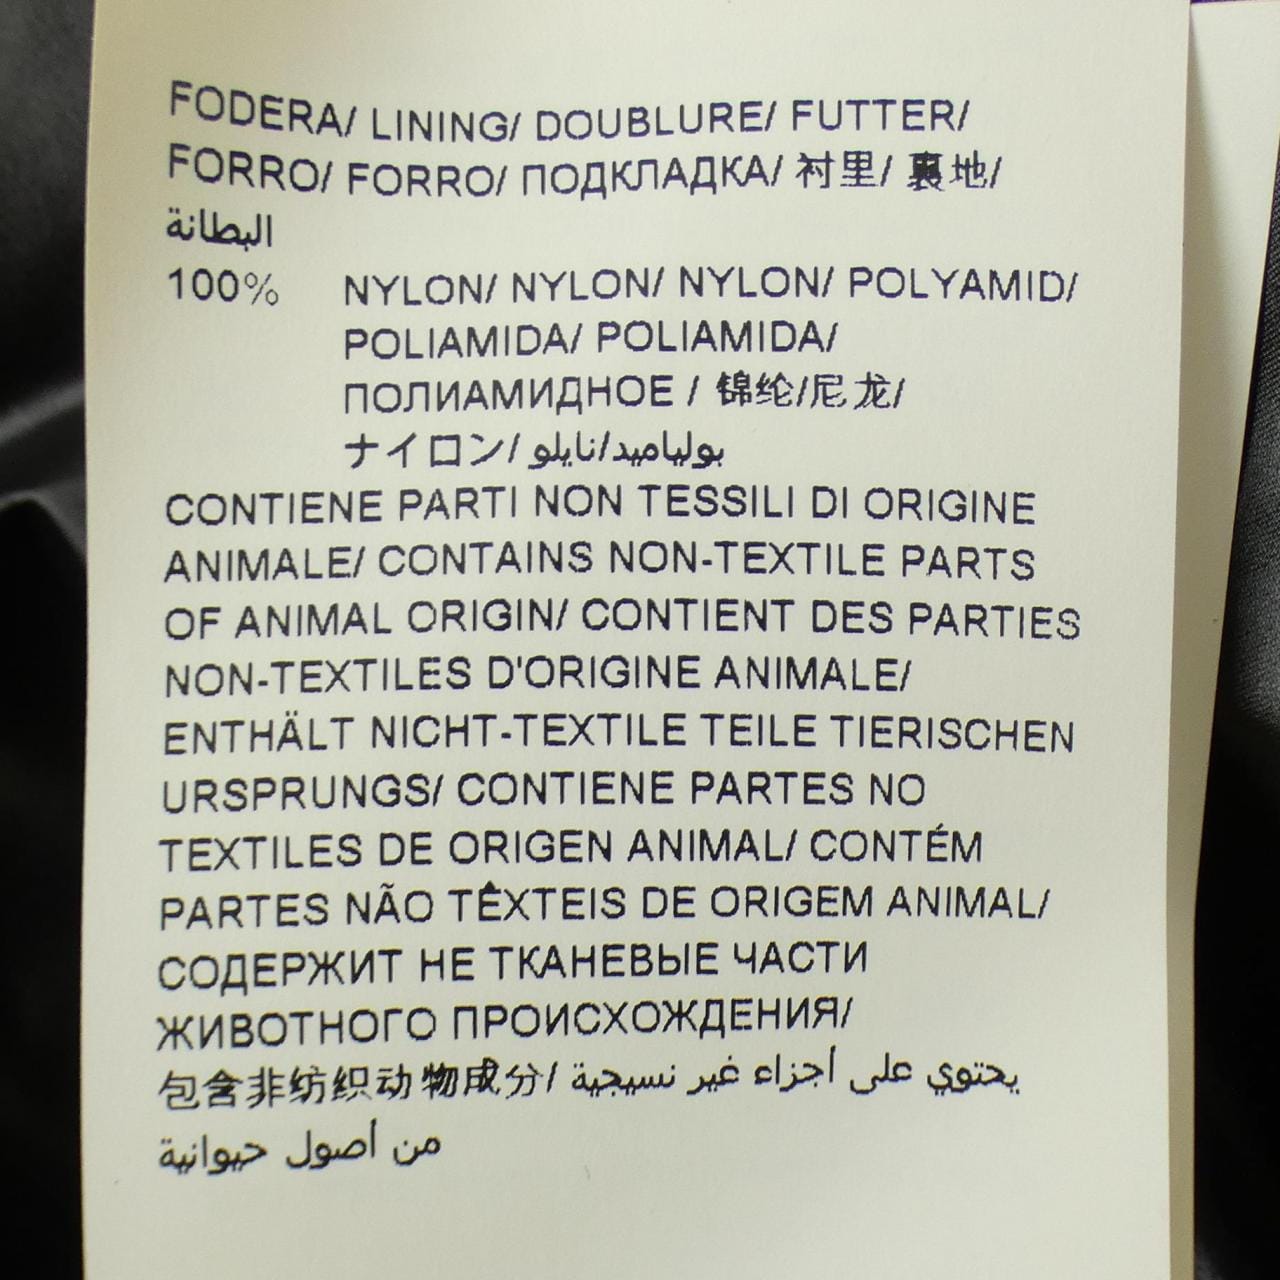 FODERA/ LINING/ DOUBLURE/ FUTTER/
FORRO/ FORRO/ ПОДКЛАДКА/ 衬里/ 裏地/
البطانة
100% NYLON/ NYLON/ NYLON/ POLYAMID/
POLIAMIDA/ POLIAMIDA/
ПОЛИАМИДНОЕ / 锦纶/尼龙/
ナイロン/ بولياميد/نايلو
CONTIENE PARTI NON TESSILI DI ORIGINE
ANIMALE/ CONTAINS NON-TEXTILE PARTS
OF ANIMAL ORIGIN/ CONTIENT DES PARTIES
NON-TEXTILES D'ORIGINE ANIMALE/
ENTHÄLT NICHT-TEXTILE TEILE TIERISCHEN
URSPRUNGS/ CONTIENE PARTES NO
TEXTILES DE ORIGEN ANIMAL/ CONTÉM
PARTES NÃO TÊXTEIS DE ORIGEM ANIMAL/
СОДЕРЖИТ НЕ ТКАНЕВЫЕ ЧАСТИ
ЖИВОТНОГО ПРОИСХОЖДЕНИЯ/
包含非纺织动物成分/ يحتوي على أجزاء غير نسيجية
من أصول حيوانية